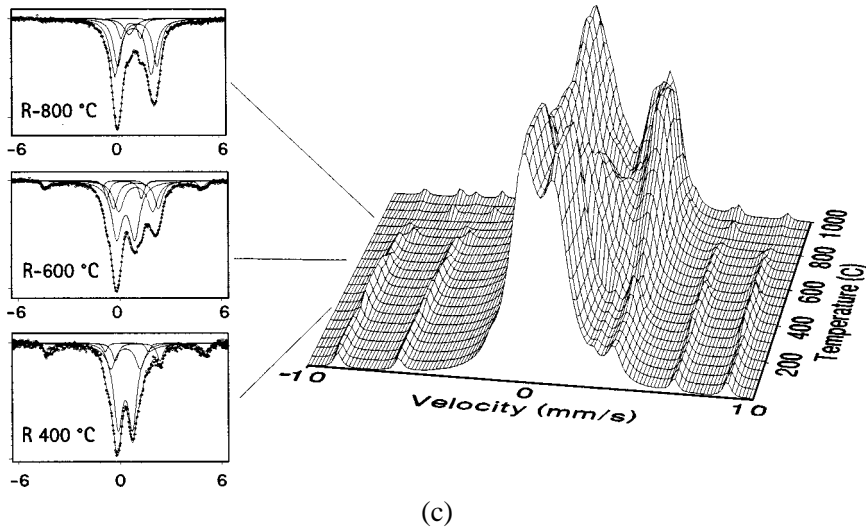 R-800 °C
-6 0 6
R-600 °C
-6 0 6
R 400 °C
-6 0 6
-10 0 10
Velocity (mm/s)
200 400 600 800 1000
Temperature (C)
(c)